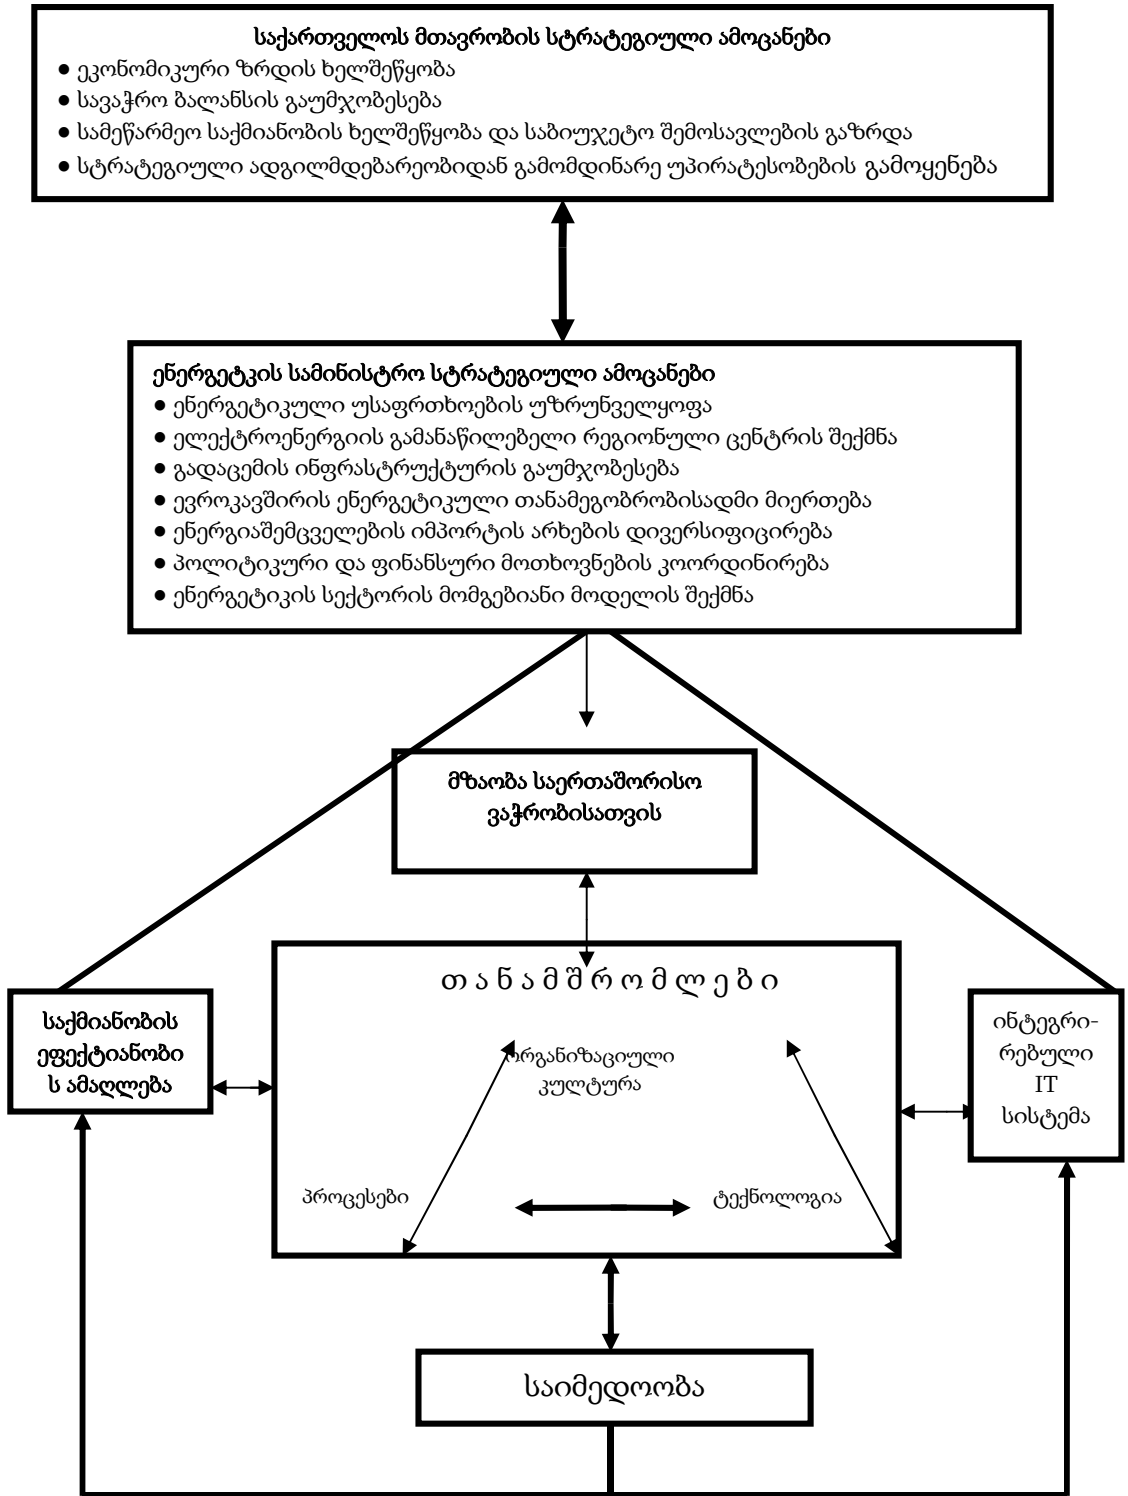 საქართველოს მთავრობის სტრატეგიული ამოცანები
● ეკონომიკური ზრდის ხელშეწყობა
● სავაჭრო ბალანსის გაუმჯობესება
● სამეწარმეო საქმიანობის ხელშეწყობა და საბიუჯეტო შემოსავლების გაზრდა
● სტრატეგიული ადგილმდებარეობიდან გამომდინარე უპირატესობების გამოყენება
ენერგეტკის სამინისტრო სტრატეგიული ამოცანები
● ენერგეტიკული უსაფრთხოების უზრუნველყოფა
● ელექტროენერგიის გამანაწილებელი რეგიონული ცენტრის შექმნა
● გადაცემის ინფრასტრუქტურის გაუმჯობესება
● ევროკავშირის ენერგეტიკული თანამეგობრობისადმი მიერთება
● ენერგიაშემცველების იმპორტის არხების დივერსიფიცირება
● პოლიტიკური და ფინანსური მოთხოვნების კოორდინირება
● ენერგეტიკის სექტორის მომგებიანი მოდელის შექმნა
მზაობა საერთაშორისო
ვაჭრობისათვის
თ ა ნ ა მ შ რ ო მ ლ ე ბ ი
საქმიანობის
ეფექტიანობი
ს ამაღლება
ორგანიზაციული
კულტურა
პროცესები
ტექნოლოგია
ინტეგრი-
რებული
IT
სისტემა
საიმედოობა